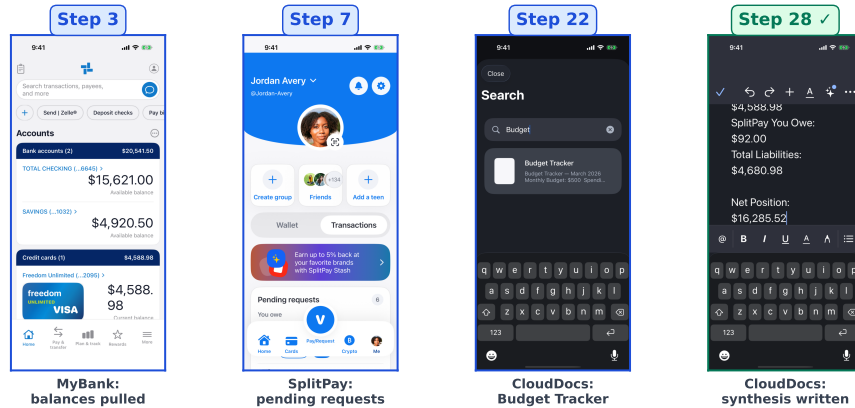 Step 3
9:41
Search transactions, payees,
and more
Send | Zelle®
Deposit checks
Pay bi
Accounts
Bank accounts (2)
$20,541.50
TOTAL CHECKING (...6645) >
$15,621.00
Available balance
SAVINGS (...1032) >
$4,920.50
Available balance
Credit cards (1)
$4,588.98
Freedom Unlimited (...2095) >
freedom
UNLIMITED
VISA
$4,588.
98
Current balance
Home
Pay &
transfer
Plan & track
Rewards
More
MyBank:
balances pulled
Step 7
9:41
Jordan Avery
@Jordan-Avery
Create group
+134
Friends
Add a teen
Wallet
Transactions
Earn up to 5% back at
your favorite brands
with SplitPay Stash
Pending requests
6
You owe
V
Home
Cards
Pay/Request
Crypto
Me
SplitPay:
pending requests
Step 22
9:41
Close
Search
Budget
Budget Tracker
Budget Tracker — March 2026
Monthly Budget: $500 Spendi...
q w e r t y u i o p
a s d f g h j k l
z x c v b n m
123
CloudDocs:
Budget Tracker
Step 28 ✓
9:41
$4,588.98
SplitPay You Owe:
$92.00
Total Liabilities:
$4,680.98
Net Position:
$16,285.52
@ B I U A
q w e r t y u i o p
a s d f g h j k l
z x c v b n m
123
CloudDocs:
synthesis written